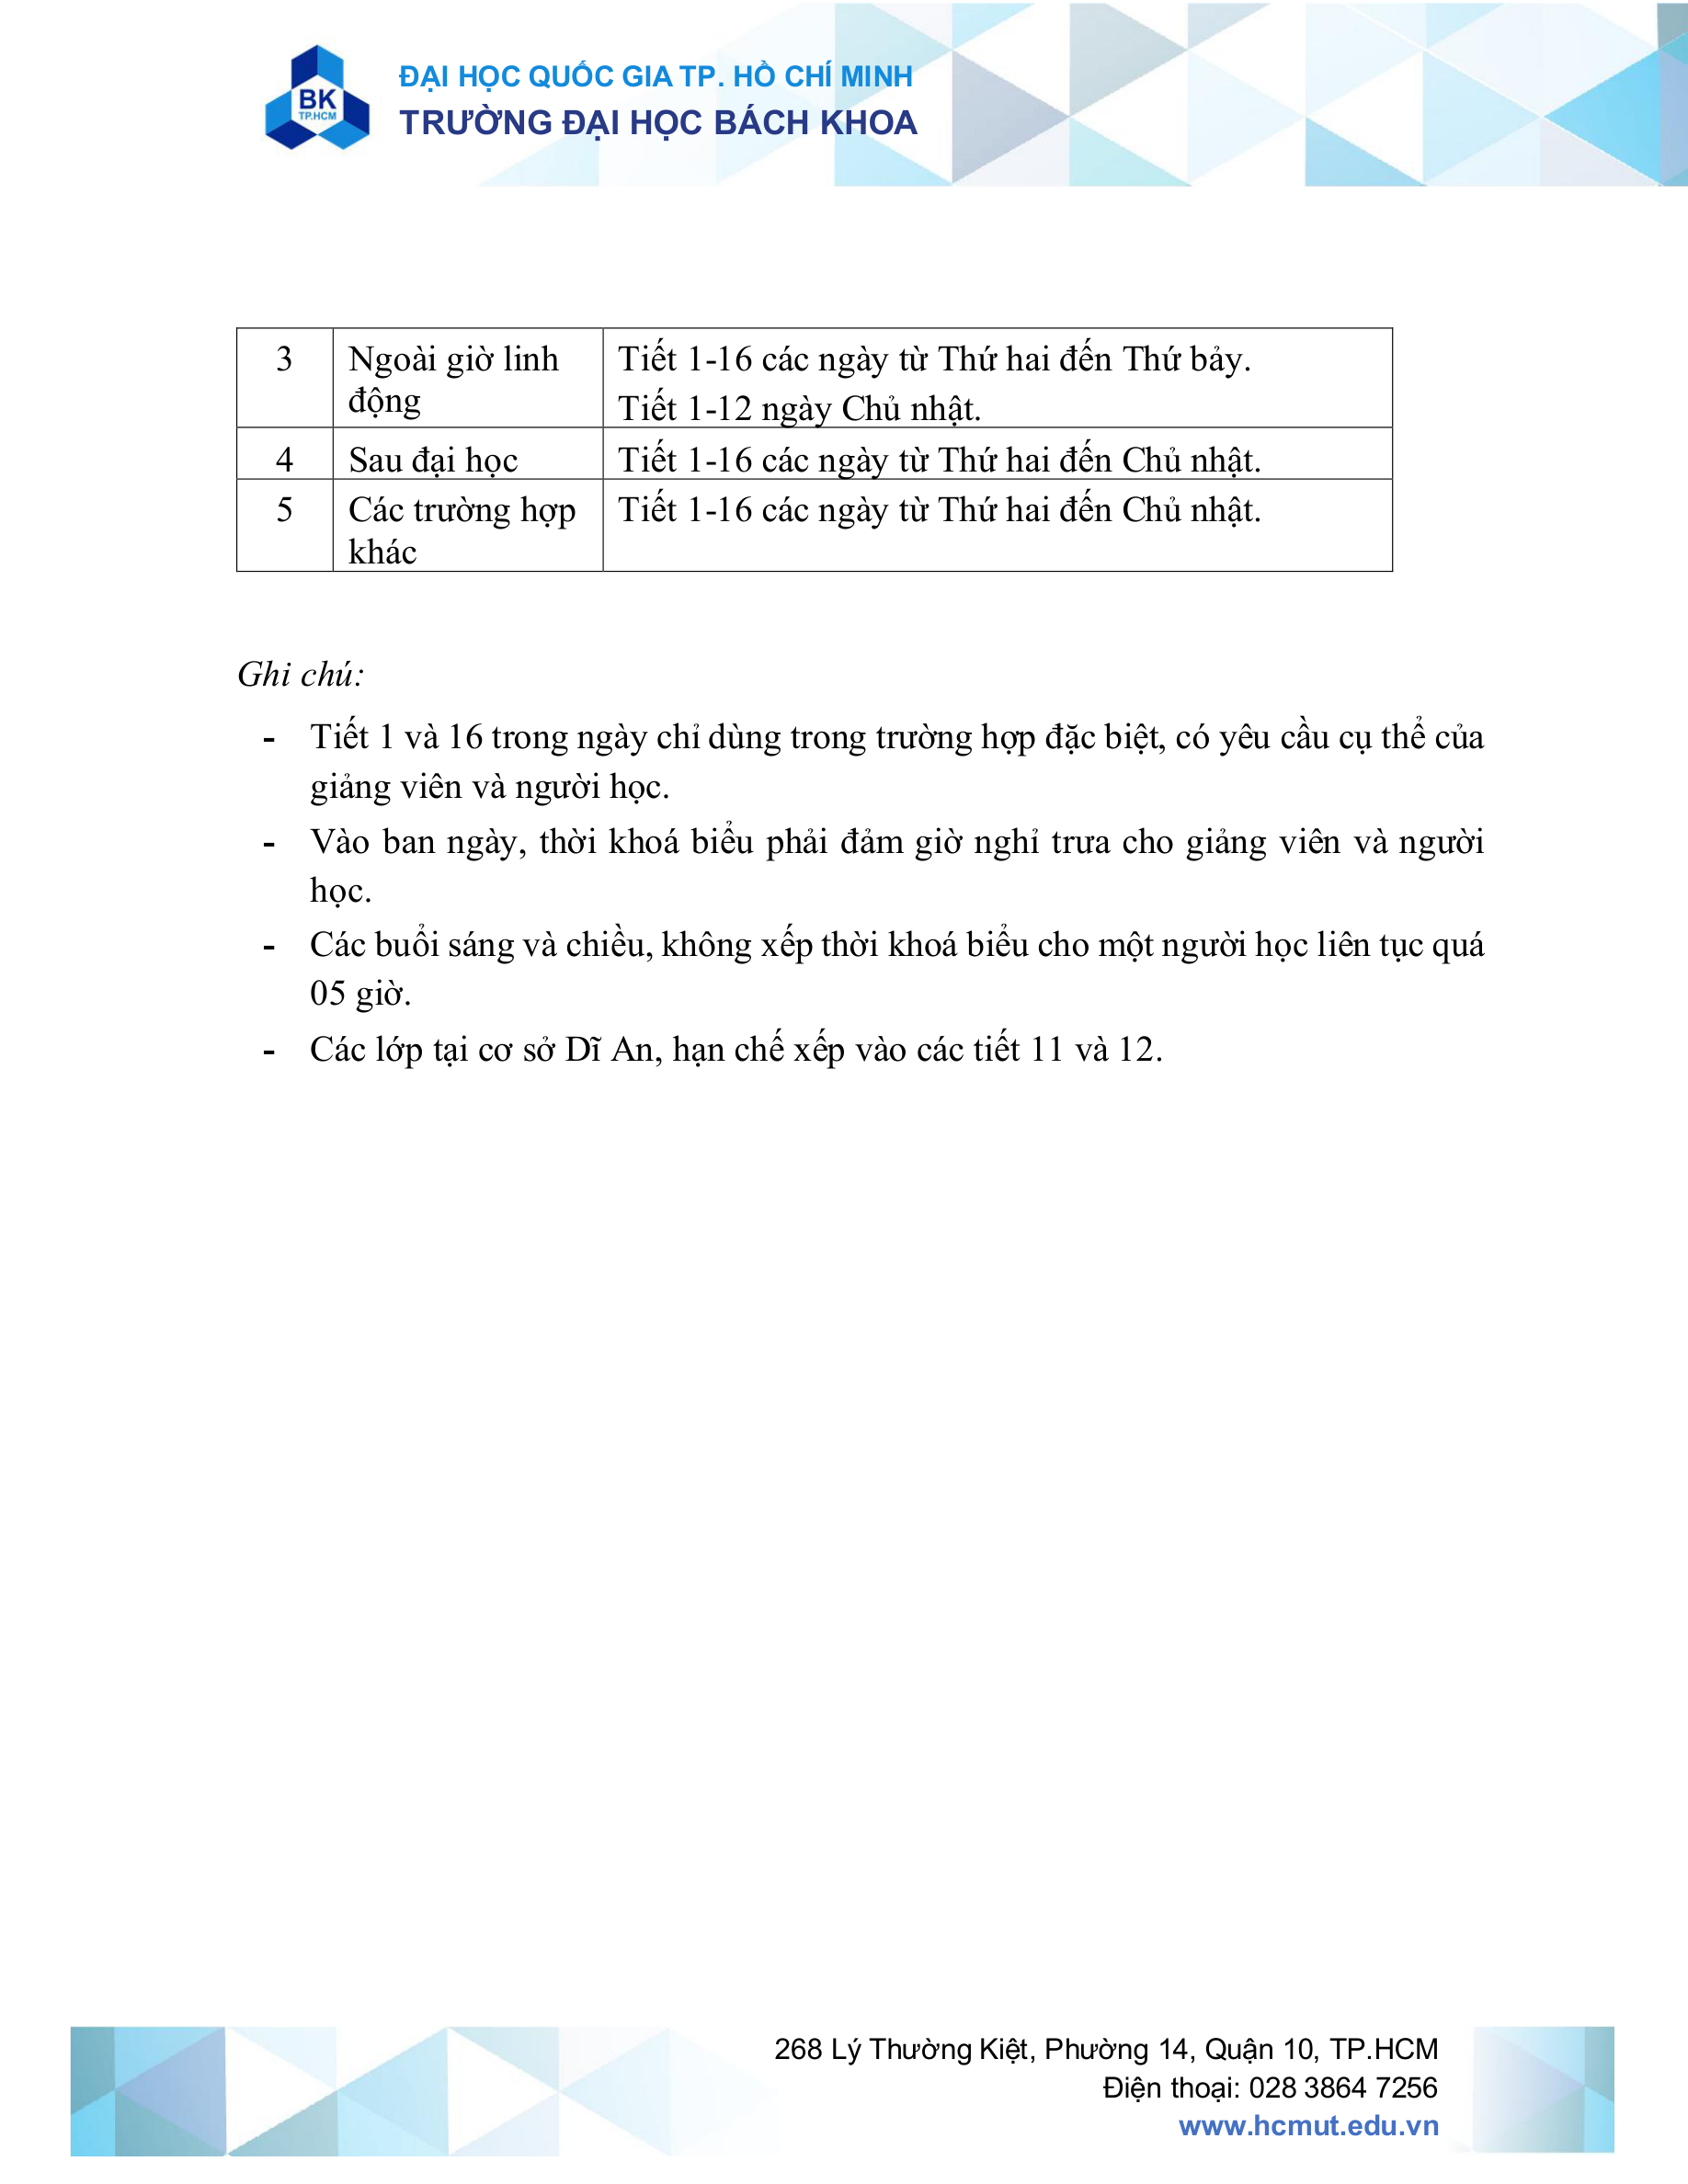 BK
TP.HCM
ĐẠI HỌC QUỐC GIA TP. HỒ CHÍ MINH
TRƯỜNG ĐẠI HỌC BÁCH KHOA
3 Ngoài giờ linh động Tiết 1-16 các ngày từ Thứ hai đến Thứ bảy.
Tiết 1-12 ngày Chủ nhật.
4 Sau đại học Tiết 1-16 các ngày từ Thứ hai đến Chủ nhật.
5 Các trường hợp khác Tiết 1-16 các ngày từ Thứ hai đến Chủ nhật.
Ghi chú:
- Tiết 1 và 16 trong ngày chỉ dùng trong trường hợp đặc biệt, có yêu cầu cụ thể của
giảng viên và người học.
- Vào ban ngày, thời khoá biểu phải đảm giờ nghỉ trưa cho giảng viên và người
học.
- Các buổi sáng và chiều, không xếp thời khoá biểu cho một người học liên tục quá
05 giờ.
- Các lớp tại cơ sở Dĩ An, hạn chế xếp vào các tiết 11 và 12.
268 Lý Thường Kiệt, Phường 14, Quận 10, TP.HCM
Điện thoại: 028 3864 7256
www.hcmut.edu.vn